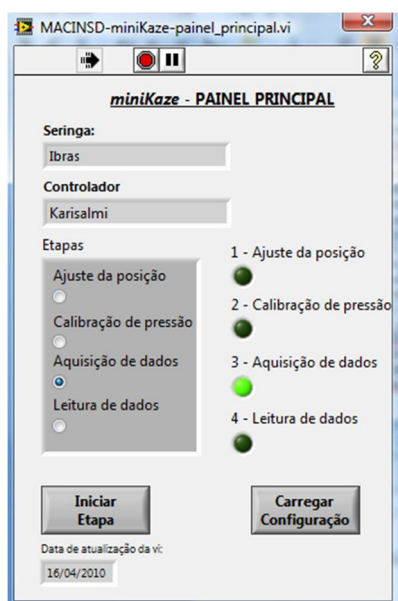 MACINSD-miniKaze-painel_principal.vi
miniKaze - PAINEL PRINCIPAL
Seringa:
Ibras
Controlador
Karisalmi
Etapas
Ajuste da posição
Calibração de pressão
Aquisição de dados
Leitura de dados
1 - Ajuste da posição
2 - Calibração de pressão
3 - Aquisição de dados
4 - Leitura de dados
Iniciar
Etapa
Carregar
Configuração
Data de atualização da vi:
16/04/2010